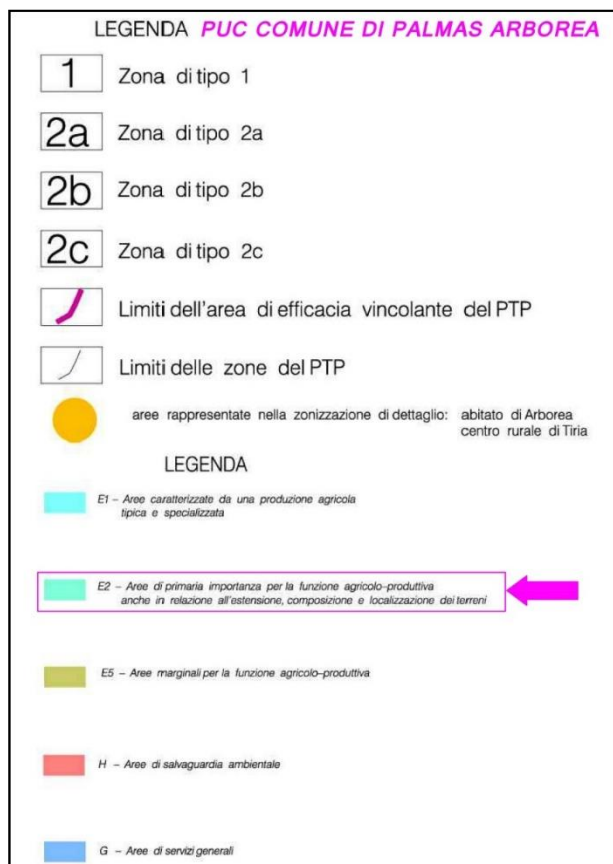 LEGENDA PUC COMUNE DI PALMAS ARBOREA
1 Zona di tipo 1
2a Zona di tipo 2a
2b Zona di tipo 2b
2c Zona di tipo 2c
Limiti dell'area di efficacia vincolante del PTP
Limiti delle zone del PTP
aree rappresentate nella zonizzazione di dettaglio: abitato di Arborea
centro rurale di Tiria
LEGENDA
E1 – Aree caratterizzate da una produzione agricola
tipica e specializzata
E2 – Aree di primaria importanza per la funzione agricolo-produttiva
anche in relazione all'estensione, composizione e localizzazione dei terreni
E5 – Aree marginali per la funzione agricolo-produttiva
H – Aree di salvaguardia ambientale
G – Aree di servizi generali